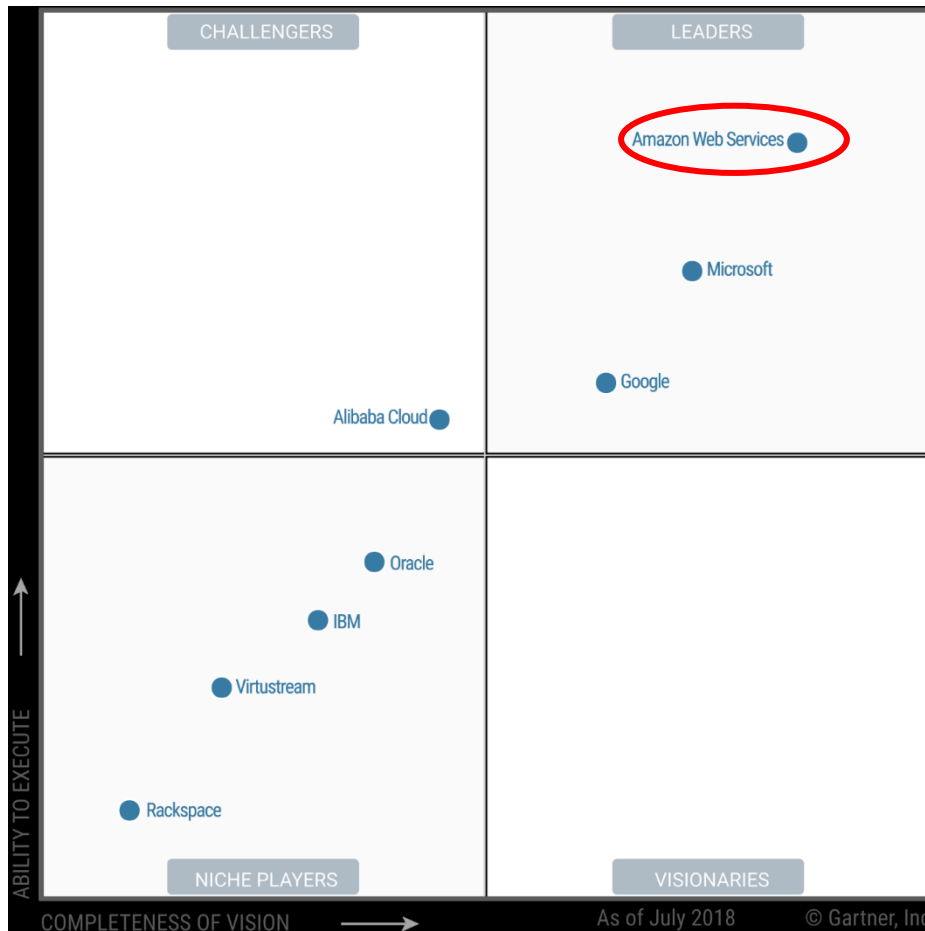 CHALLENGERS
LEADERS
Amazon Web Services
Microsoft
Google
Alibaba Cloud
Oracle
IBM
Virtustream
Rackspace
NICHE PLAYERS
VISIONARIES
ABILITY TO EXECUTE
COMPLETENESS OF VISION
As of July 2018
© Gartner, Inc